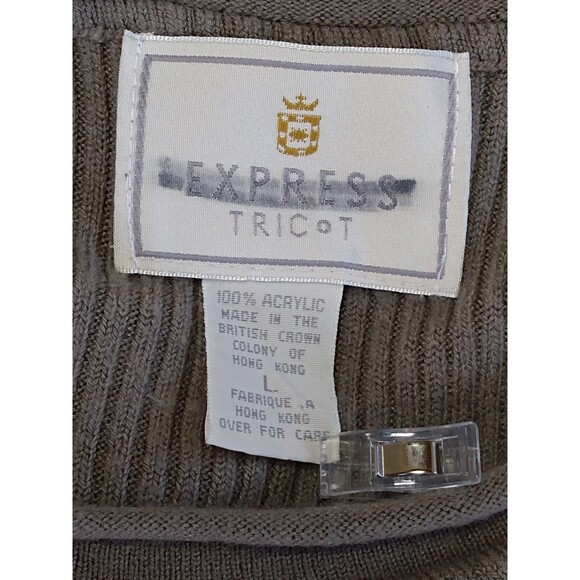 EXPRESS
TRICOT
100% ACRYLIC
MADE IN THE
BRITISH CROWN
COLONY OF
HONG KONG
L
FABRIQUE A
HONG KONG
OVER FOR CARE